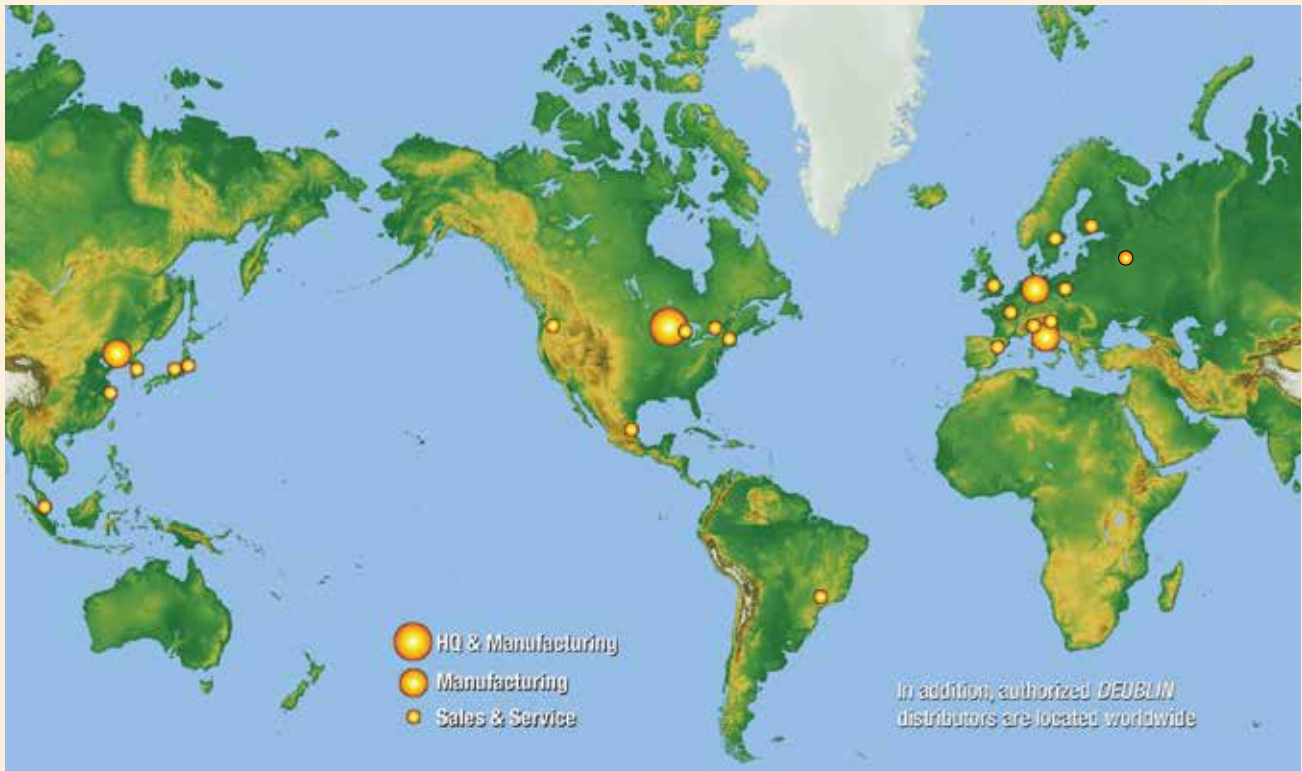 HQ & Manufacturing
Manufacturing
Sales & Service
In addition, authorized DEUBLIN
distributors are located worldwide